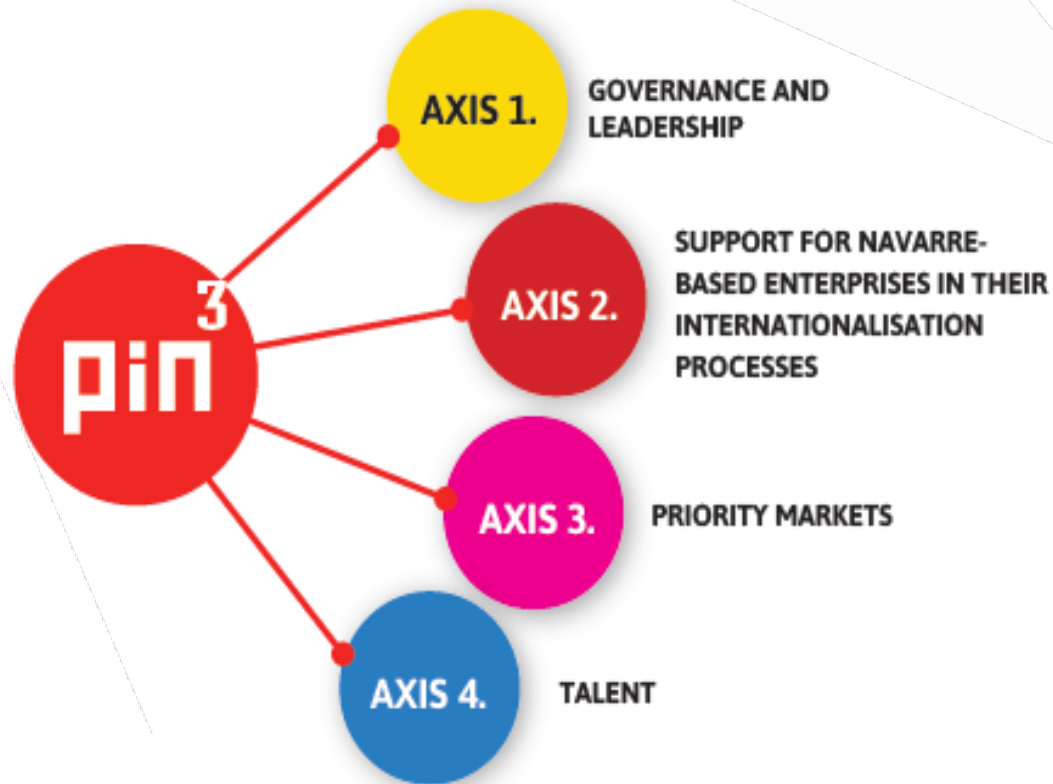 AXIS 1.
GOVERNANCE AND
LEADERSHIP
pin3
AXIS 2.
SUPPORT FOR NAVARRE-
BASED ENTERPRISES IN THEIR
INTERNATIONALISATION
PROCESSES
AXIS 3.
PRIORITY MARKETS
AXIS 4.
TALENT